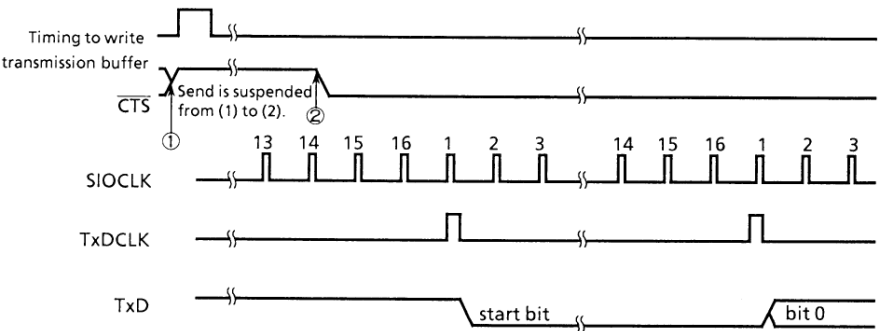 Timing to write
transmission buffer
CTS
Send is suspended
from (1) to (2).
①
②
13 14 15 16 1 2 3 14 15 16 1 2 3
SIOCLK
TxDCLK
TxD
start bit
bit 0